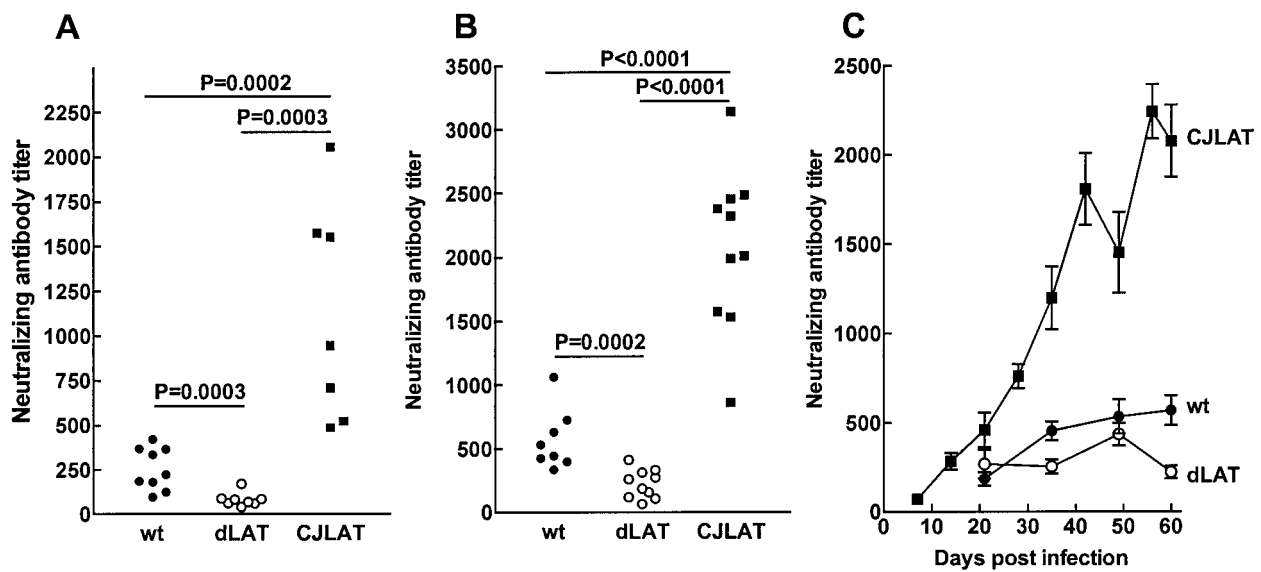 A
Neutralizing antibody titer
2250
2000
1750
1500
1250
1000
750
500
250
0
P=0.0002
P=0.0003
P=0.0003
wt dLAT CJLAT
B
Neutralizing antibody titer
3500
3000
2500
2000
1500
1000
500
0
P<0.0001
P<0.0001
P=0.0002
wt dLAT CJLAT
C
Neutralizing antibody titer
2500
2000
1500
1000
500
0
CJLAT
wt
dLAT
0 10 20 30 40 50 60
Days post infection